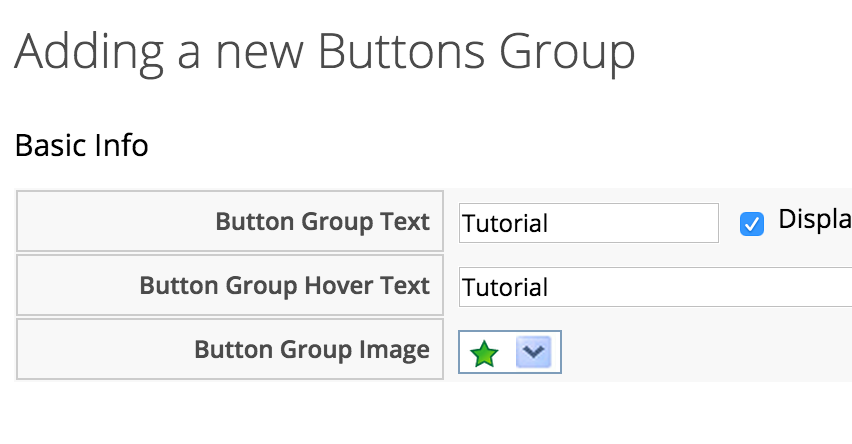 Adding a new Buttons Group
Basic Info
Button Group Text Tutorial Displa
Button Group Hover Text Tutorial
Button Group Image